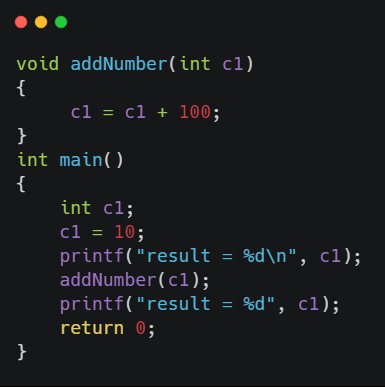 void addNumber(int c1)
{
     c1 = c1 + 100;
}
int main()
{
    int c1;
    c1 = 10;
    printf("result = %d\n", c1);
    addNumber(c1);
    printf("result = %d", c1);
    return 0;
}